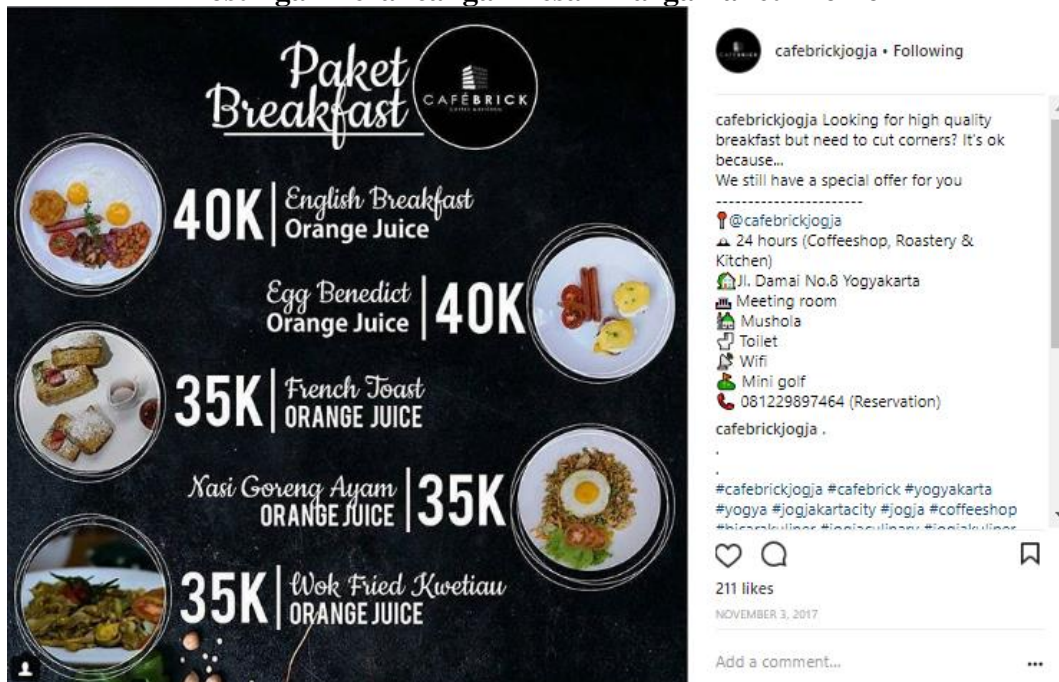 Paket
Breakfast
CAFÉBRICK
40K
English Breakfast
Orange Juice
Egg Benedict
Orange Juice
40K
35K
French Toast
ORANGE JUICE
Nasi Goreng Ayam
ORANGE JUICE
35K
35K
Wok Fried Kwetiau
ORANGE JUICE
cafebrickjogja • Following
cafebrickjogja Looking for high quality
breakfast but need to cut corners? It's ok
because...
We still have a special offer for you
-----------------------
@cafebrickjogja
24 hours (Coffeeshop, Roastery &
Kitchen)
Jl. Damai No.8 Yogyakarta
Meeting room
Mushola
Toilet
Wifi
Mini golf
081229897464 (Reservation)
cafebrickjogja .
.
.
#cafebrickjogja #cafebrick #yogyakarta
#yogya #jogjakartacity #jogja #coffeeshop
211 likes
NOVEMBER 3, 2017
Add a comment...